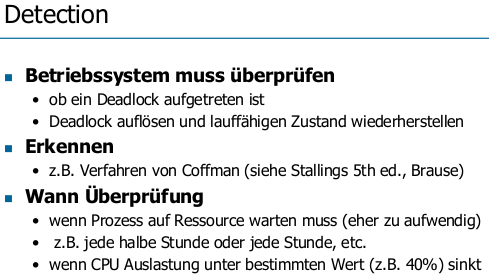 Detection
Betriebssystem muss überprüfen
• ob ein Deadlock aufgetreten ist
• Deadlock auflösen und lauffähigen Zustand wiederherstellen
Erkennen
• z.B. Verfahren von Coffman (siehe Stallings 5th ed., Brause)
Wann Überprüfung
• wenn Prozess auf Ressource warten muss (eher zu aufwendig)
• z.B. jede halbe Stunde oder jede Stunde, etc.
• wenn CPU Auslastung unter bestimmten Wert (z.B. 40%) sinkt